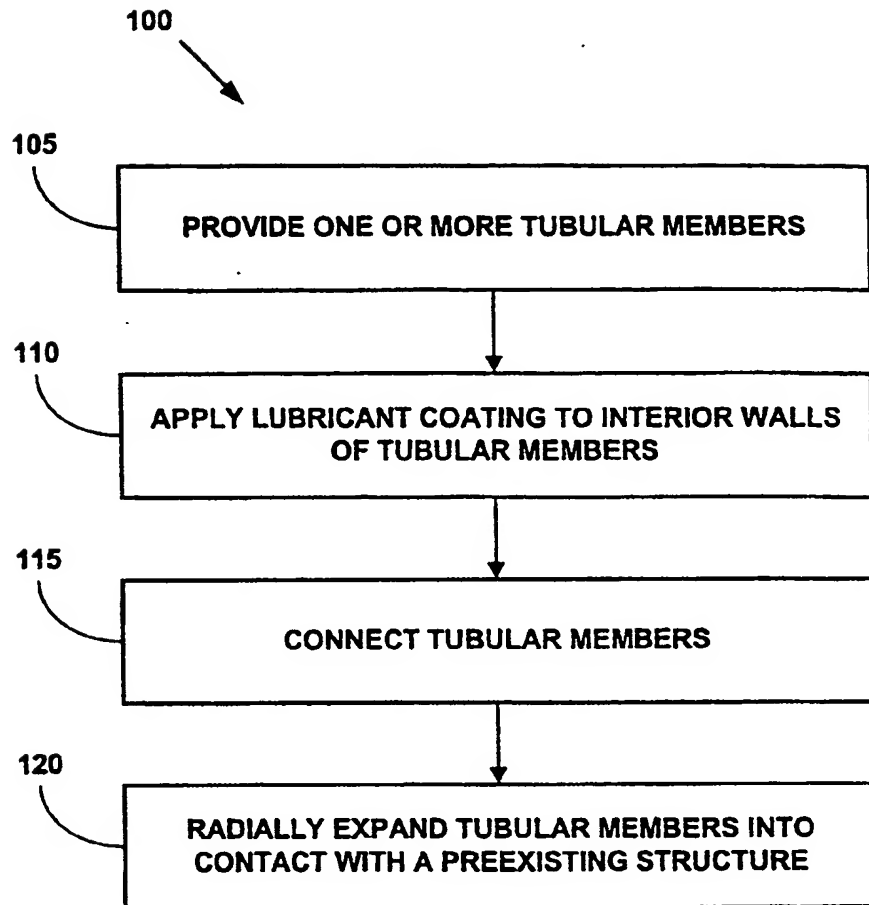 100
105
PROVIDE ONE OR MORE TUBULAR MEMBERS
110
APPLY LUBRICANT COATING TO INTERIOR WALLS
OF TUBULAR MEMBERS
115
CONNECT TUBULAR MEMBERS
120
RADIALLY EXPAND TUBULAR MEMBERS INTO
CONTACT WITH A PREEXISTING STRUCTURE